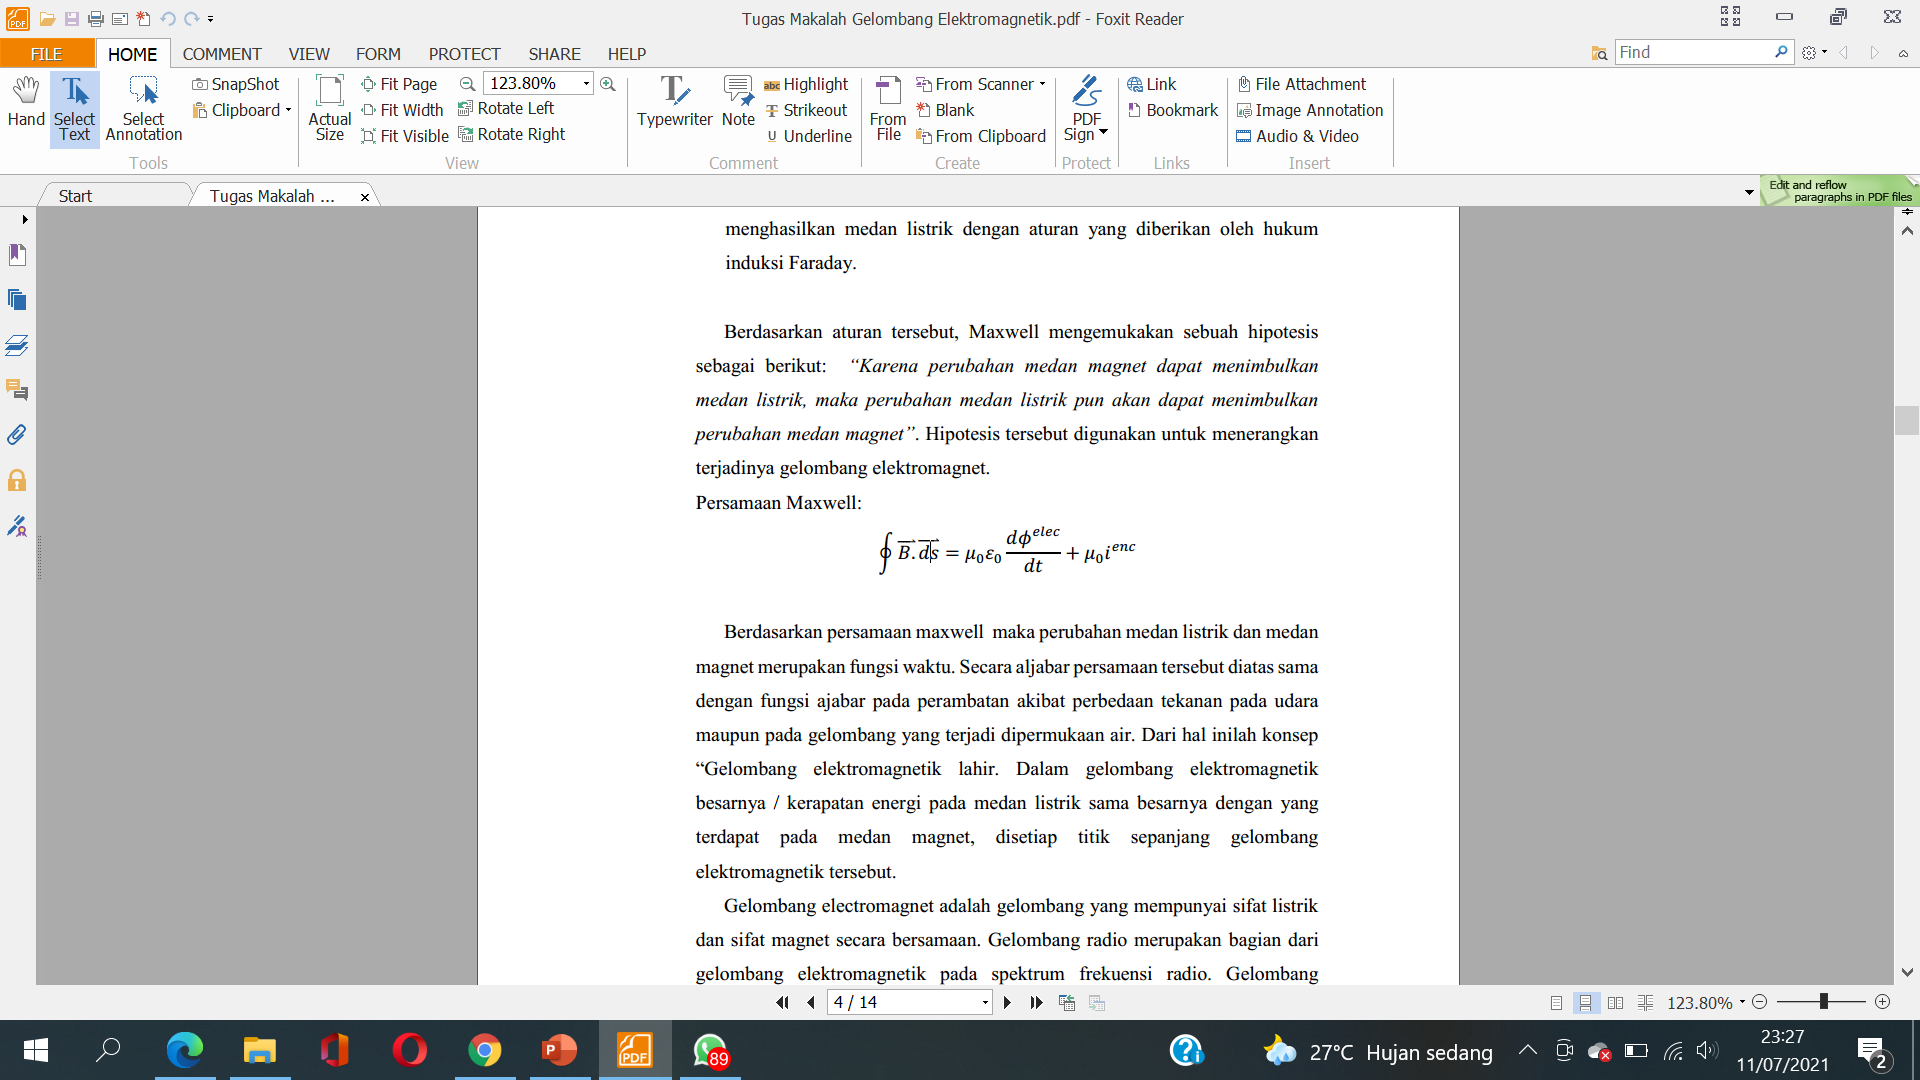 Tugas Makalah Gelombang Elektromagnetik.pdf - Foxit Reader
FILE HOME COMMENT VIEW FORM PROTECT SHARE HELP
Find
Hand
Select Text
Select Annotation
SnapShot
Clipboard
Tools
Actual Size
Fit Page
Fit Width
Fit Visible
123.80%
Rotate Left
Rotate Right
View
Typewriter
Note
Highlight
Strikeout
Underline
Comment
From File
From Scanner
Blank
From Clipboard
Create
PDF Sign
Protect
Link
Bookmark
Links
File Attachment
Image Annotation
Audio & Video
Insert
Start
Tugas Makalah ...
Edit and reflow
paragraphs in PDF files
menghasilkan medan listrik dengan aturan yang diberikan oleh hukum
induksi Faraday.
Berdasarkan aturan tersebut, Maxwell mengemukakan sebuah hipotesis
sebagai berikut: “Karena perubahan medan magnet dapat menimbulkan
medan listrik, maka perubahan medan listrik pun akan dapat menimbulkan
perubahan medan magnet”. Hipotesis tersebut digunakan untuk menerangkan
terjadinya gelombang elektromagnet.
Persamaan Maxwell:
∮ B⃗. d⃗s = μ₀ε₀ dϕ^elec/dt + μ₀i^enc
Berdasarkan persamaan maxwell maka perubahan medan listrik dan medan
magnet merupakan fungsi waktu. Secara aljabar persamaan tersebut diatas sama
dengan fungsi ajabar pada perambatan akibat perbedaan tekanan pada udara
maupun pada gelombang yang terjadi dipermukaan air. Dari hal inilah konsep
“Gelombang elektromagnetik lahir. Dalam gelombang elektromagnetik
besarnya / kerapatan energi pada medan listrik sama besarnya dengan yang
terdapat pada medan magnet, disetiap titik sepanjang gelombang
elektromagnetik tersebut.
Gelombang electromagnet adalah gelombang yang mempunyai sifat listrik
dan sifat magnet secara bersamaan. Gelombang radio merupakan bagian dari
gelombang elektromagnetik pada spektrum frekuensi radio. Gelombang
4 / 14
123.80%
89
27°C Hujan sedang
23:27
11/07/2021
2